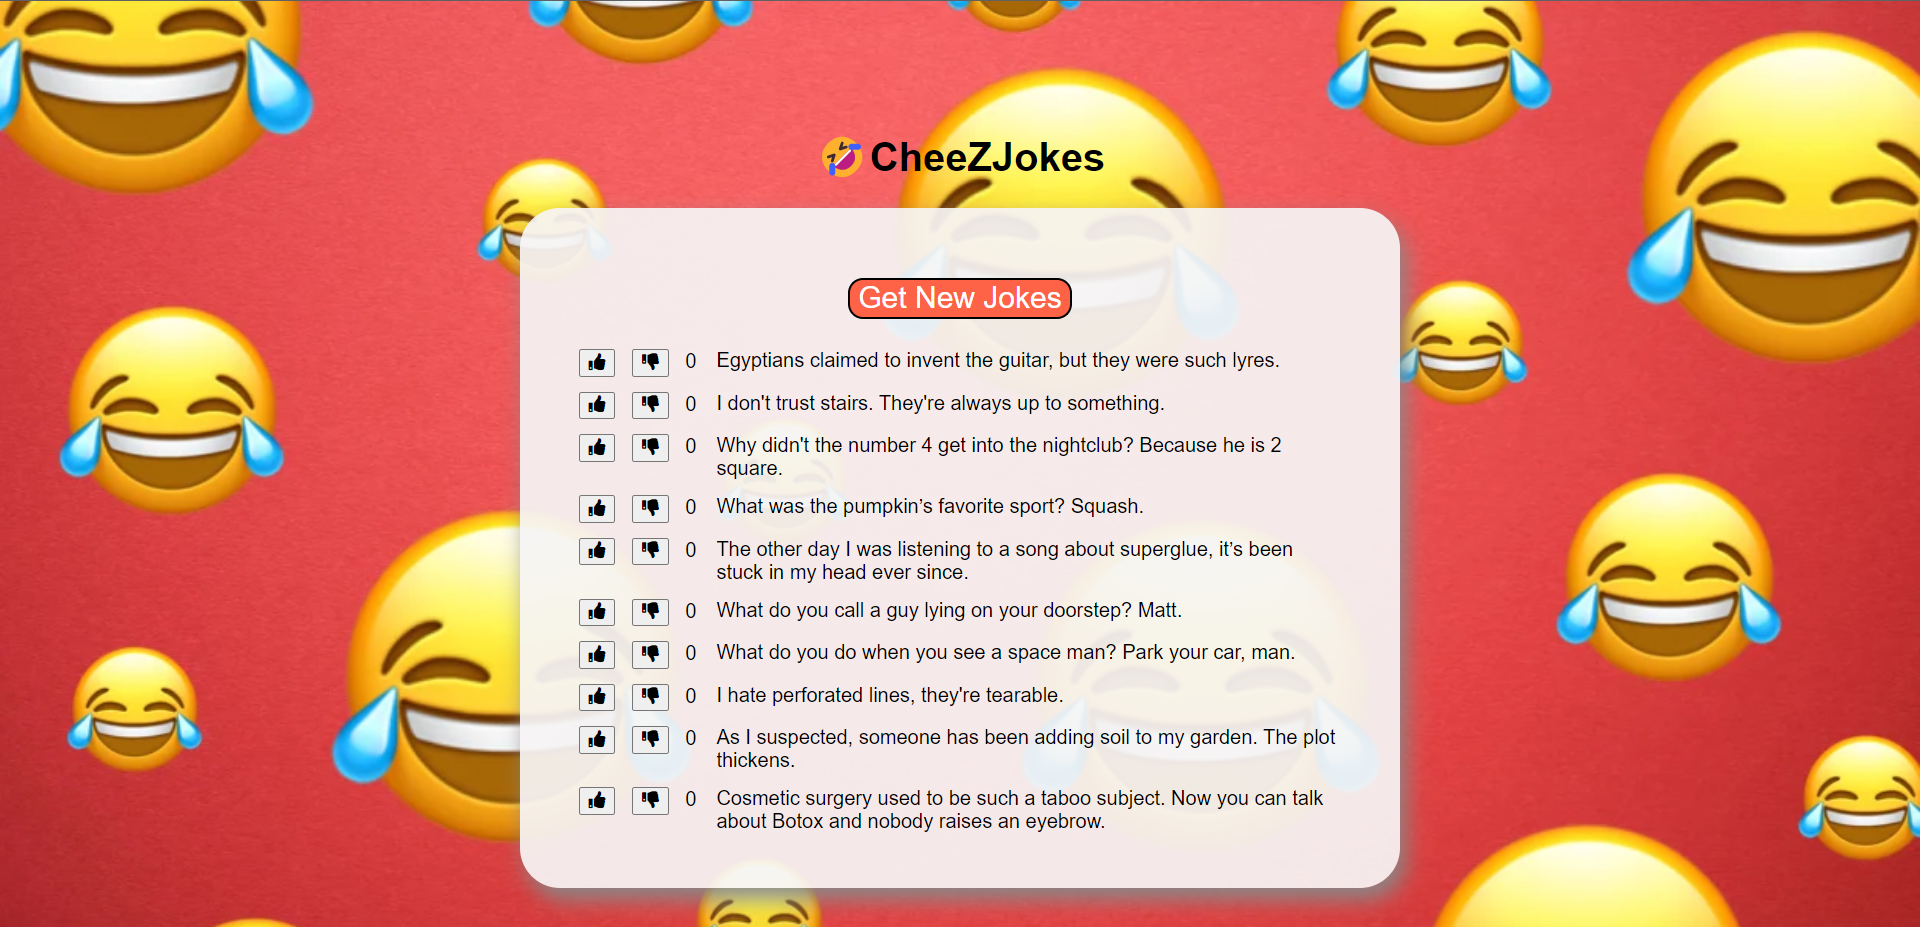 CheeZJokes
Get New Jokes
0 Egyptians claimed to invent the guitar, but they were such lyres.
0 I don't trust stairs. They're always up to something.
0 Why didn't the number 4 get into the nightclub? Because he is 2
square.
0 What was the pumpkin’s favorite sport? Squash.
0 The other day I was listening to a song about superglue, it’s been
stuck in my head ever since.
0 What do you call a guy lying on your doorstep? Matt.
0 What do you do when you see a space man? Park your car, man.
0 I hate perforated lines, they're tearable.
0 As I suspected, someone has been adding soil to my garden. The plot
thickens.
0 Cosmetic surgery used to be such a taboo subject. Now you can talk
about Botox and nobody raises an eyebrow.